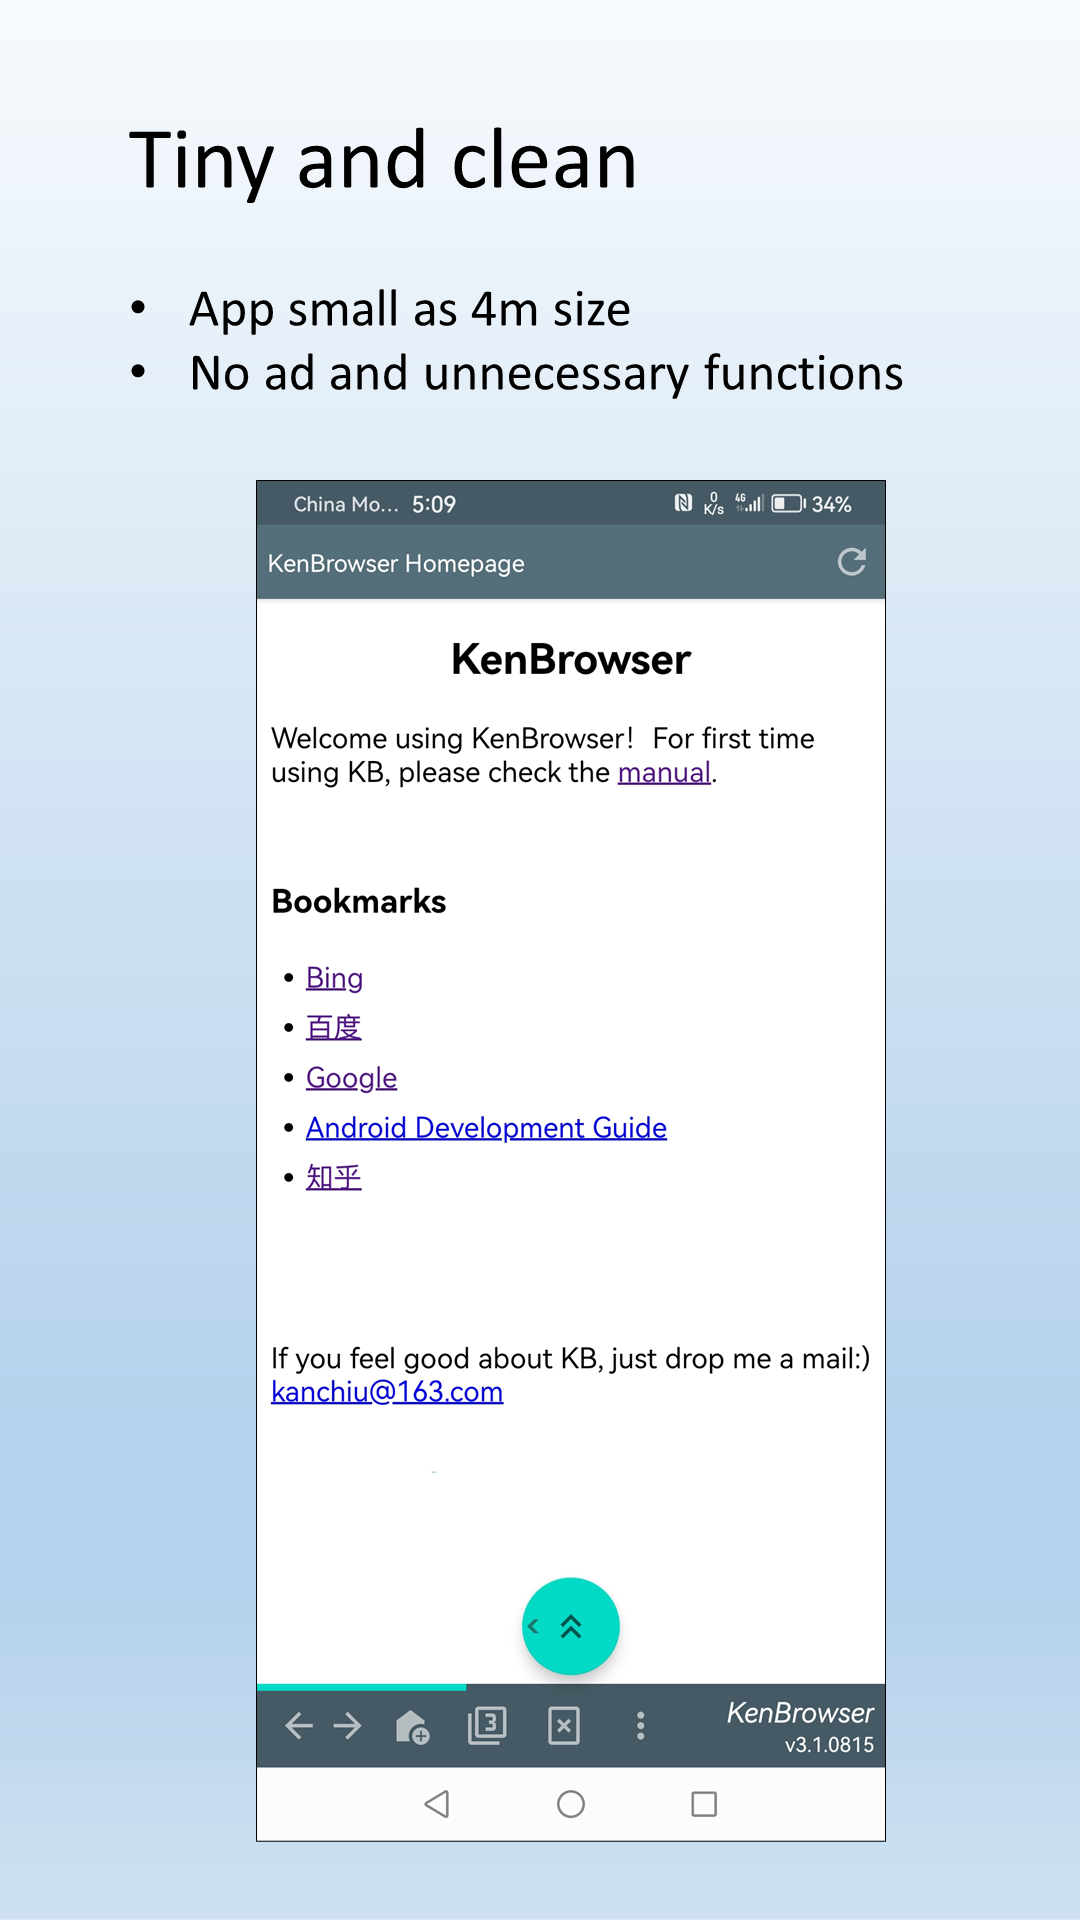 Tiny and clean
• App small as 4m size
• No ad and unnecessary functions
China Mo... 5:09 0 K/s 4G 34%
KenBrowser Homepage
KenBrowser
Welcome using KenBrowser！ For first time
using KB, please check the manual.
Bookmarks
• Bing
• 百度
• Google
• Android Development Guide
• 知乎
If you feel good about KB, just drop me a mail:)
kanchiu@163.com
3
KenBrowser
v3.1.0815